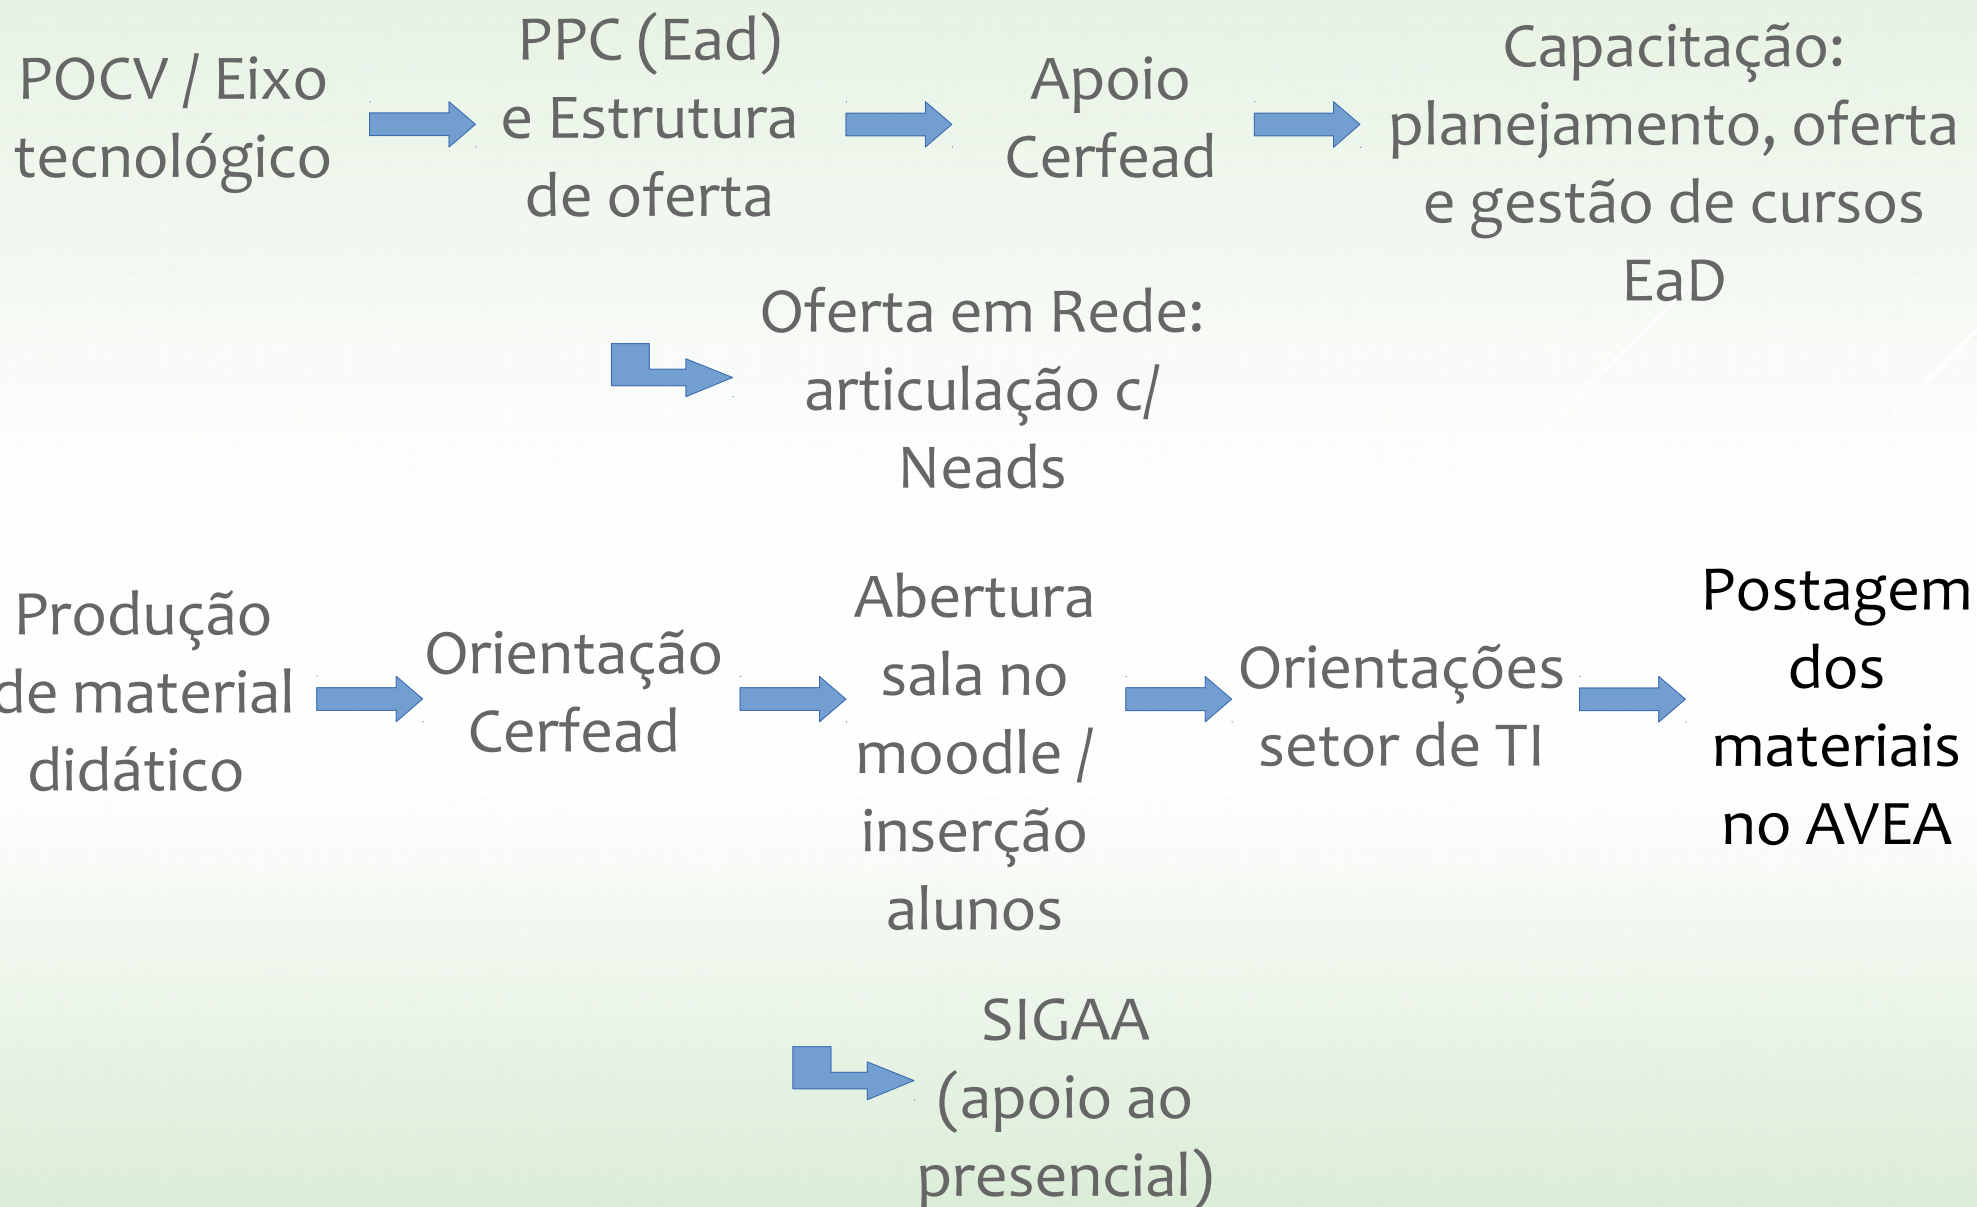 POCV / Eixo
tecnológico
PPC (Ead)
e Estrutura
de oferta
Apoio
Cerfead
Capacitação:
planejamento, oferta
e gestão de cursos
EaD
Oferta em Rede:
articulação c/
Neads
Produção
de material
didático
Orientação
Cerfead
Abertura
sala no
moodle /
inserção
alunos
Orientações
setor de TI
Postagem
dos
materiais
no AVEA
SIGAA
(apoio ao
presencial)